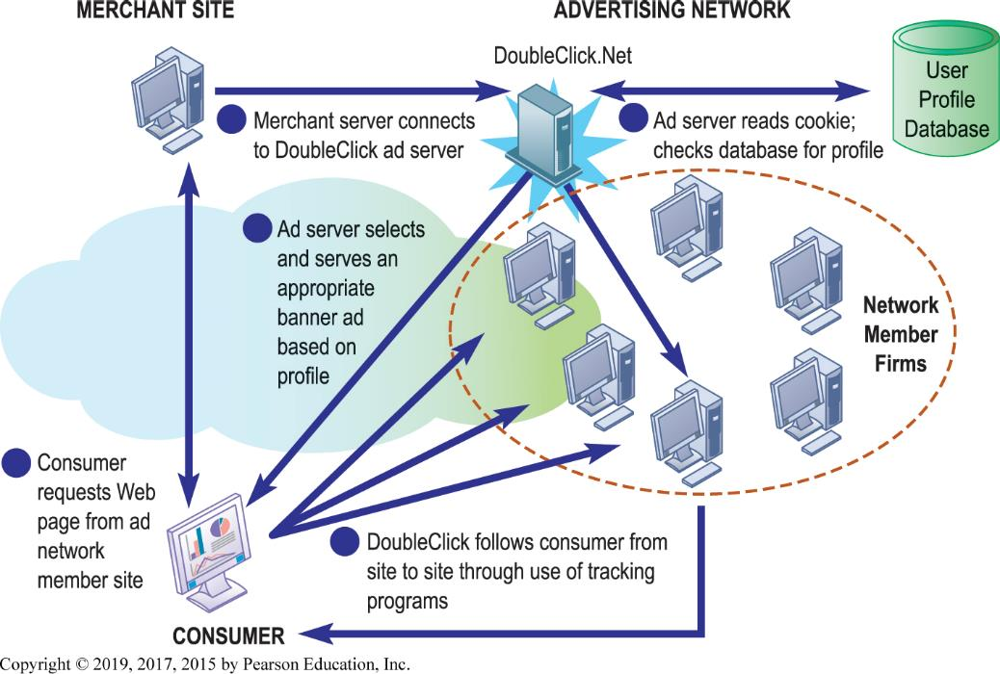 MERCHANT SITE
ADVERTISING NETWORK
DoubleClick.Net
User
Profile
Database
Merchant server connects
to DoubleClick ad server
Ad server reads cookie;
checks database for profile
Ad server selects
and serves an
appropriate
banner ad
based on
profile
Network
Member
Firms
Consumer
requests Web
page from ad
network
member site
DoubleClick follows consumer from
site to site through use of tracking
programs
CONSUMER
Copyright © 2019, 2017, 2015 by Pearson Education, Inc.